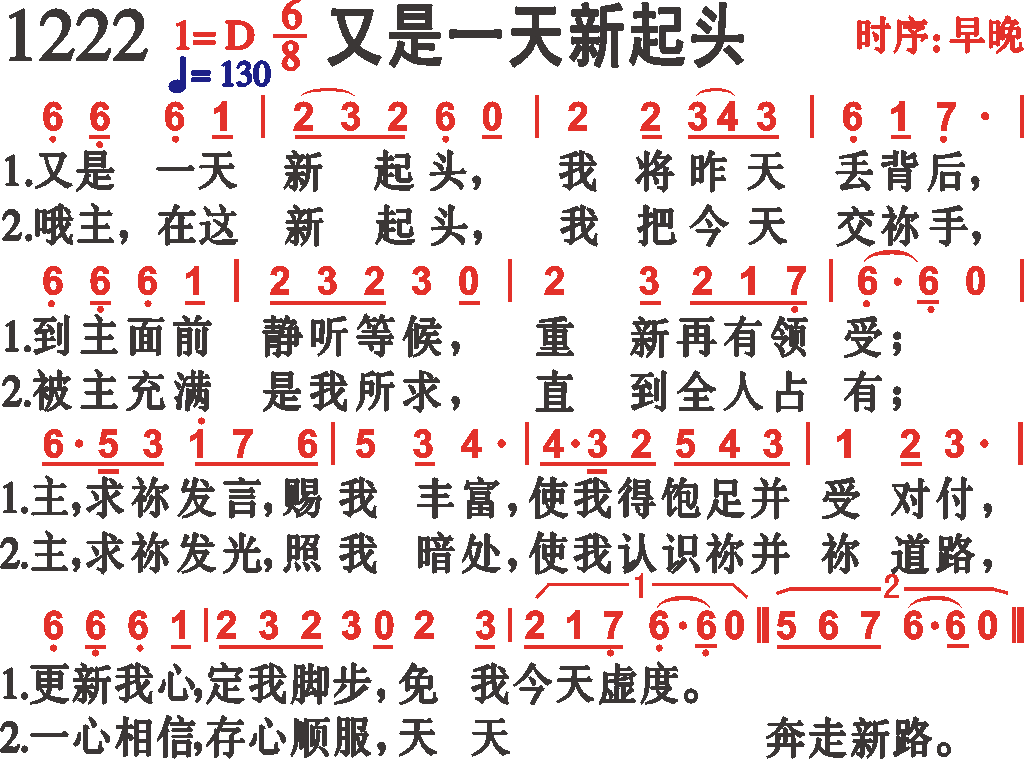 1222 1=D 6/8 又是一天新起头 时序:早晚
♩=130
6 6 6 1 | 2 3 2 6 0 | 2 2 3 4 3 | 6 1 7 · |
1.又是 一天 新 起头, 我 将昨天 丢背后,
2.哦主, 在这 新 起头, 我 把今天 交祢手,
6 6 6 1 | 2 3 2 3 0 | 2 3 2 1 7 | 6 · 6 0 |
1.到主面前 静听等候, 重 新再有领 受;
2.被主充满 是我所求, 直 到全人占 有;
6 · 5 3 1 7 6 | 5 3 4 · | 4 · 3 2 5 4 3 | 1 2 3 · |
1.主,求祢发言,赐我 丰富,使我得饱足并 受 对付,
2.主,求祢发光,照我 暗处,使我认识祢并 祢 道路,
1 2
6 6 6 1 | 2 3 2 3 0 2 3 | 2 1 7 6 · 6 0 ‖ 5 6 7 6 · 6 0 ‖
1.更新我心,定我脚步,免 我今天虚度。
2.一心相信,存心顺服,天 天 奔走新路。